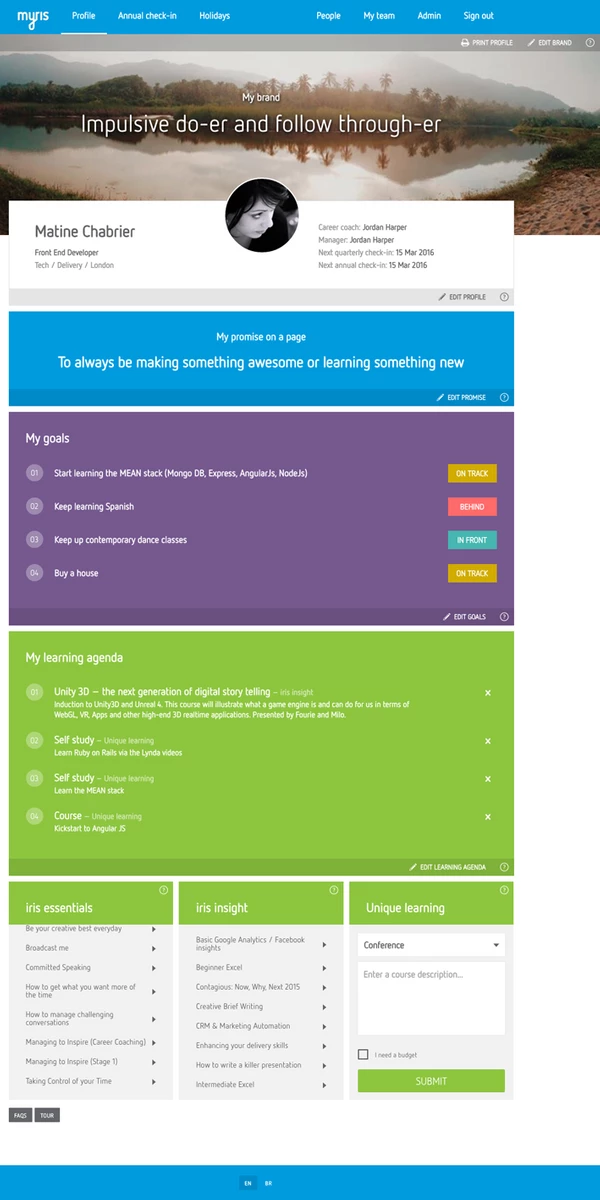 myris
Profile
Annual check-in
Holidays
People
My team
Admin
Sign out
PRINT PROFILE
EDIT BRAND
?
My brand
Impulsive do-er and follow through-er
Matine Chabrier
Front End Developer
Tech / Delivery / London
Career coach: Jordan Harper
Manager: Jordan Harper
Next quarterly check-in: 15 Mar 2016
Next annual check-in: 15 Mar 2016
EDIT PROFILE
?
My promise on a page
To always be making something awesome or learning something new
EDIT PROMISE
?
My goals
01 Start learning the MEAN stack (Mongo DB, Express, AngularJs, NodeJs) ON TRACK
02 Keep learning Spanish BEHIND
03 Keep up contemporary dance classes IN FRONT
04 Buy a house ON TRACK
EDIT GOALS
?
My learning agenda
01 Unity 3D – the next generation of digital story telling – iris insight x
Induction to Unity3D and Unreal 4. This course will illustrate what a game engine is and can do for us in terms of
WebGL, VR, Apps and other high-end 3D realtime applications. Presented by Fourie and Milo.
02 Self study – Unique learning x
Learn Ruby on Rails via the Lynda videos
03 Self study – Unique learning x
Learn the MEAN stack
04 Course – Unique learning x
Kickstart to Angular JS
EDIT LEARNING AGENDA
?
?
iris essentials
Be your creative best everyday
Broadcast me
Committed Speaking
How to get what you want more of
the time
How to manage challenging
conversations
Managing to Inspire (Career Coaching)
Managing to Inspire (Stage 1)
Taking Control of your Time
?
iris insight
Basic Google Analytics / Facebook
insights
Beginner Excel
Contagious: Now, Why, Next 2015
Creative Brief Writing
CRM & Marketing Automation
Enhancing your delivery skills
How to write a killer presentation
Intermediate Excel
?
Unique learning
Conference
Enter a course description...
I need a budget
SUBMIT
FAQS
TOUR
EN
BR